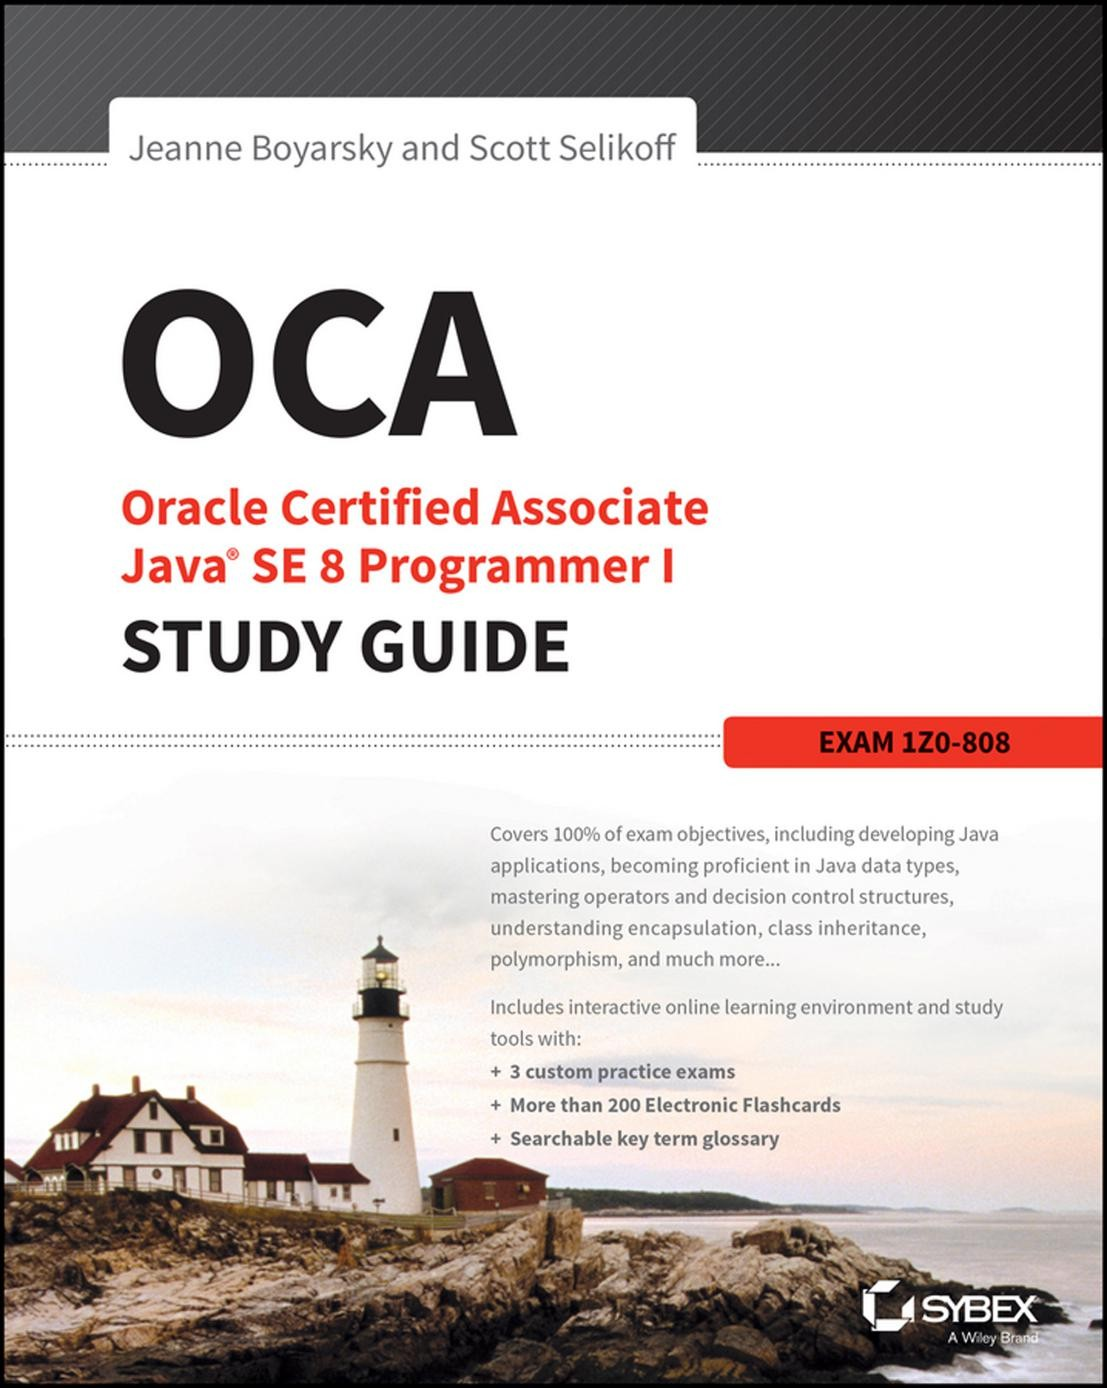 Jeanne Boyarsky and Scott Selikoff
OCA
Oracle Certified Associate
Java® SE 8 Programmer I
STUDY GUIDE
EXAM 1Z0-808
Covers 100% of exam objectives, including developing Java
applications, becoming proficient in Java data types,
mastering operators and decision control structures,
understanding encapsulation, class inheritance,
polymorphism, and much more...
Includes interactive online learning environment and study
tools with:
+ 3 custom practice exams
+ More than 200 Electronic Flashcards
+ Searchable key term glossary
SYBEX
A Wiley Brand